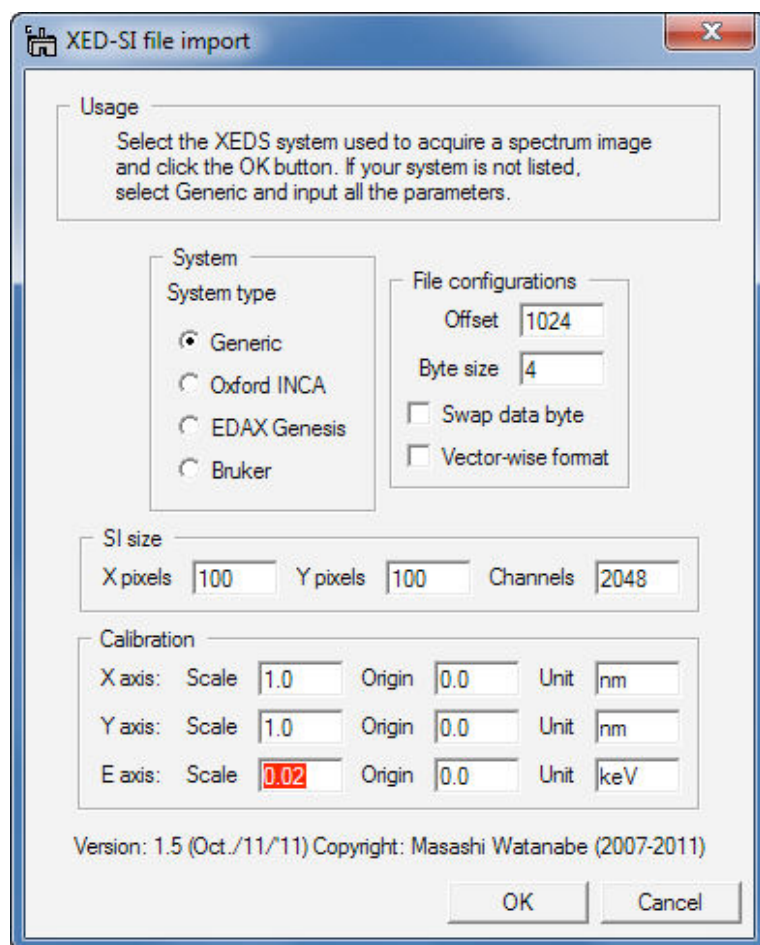 XED-SI file import
Usage
Select the XEDS system used to acquire a spectrum image
and click the OK button. If your system is not listed,
select Generic and input all the parameters.
System
System type
Generic
Oxford INCA
EDAX Genesis
Bruker
File configurations
Offset 1024
Byte size 4
Swap data byte
Vector-wise format
SI size
X pixels 100 Y pixels 100 Channels 2048
Calibration
X axis: Scale 1.0 Origin 0.0 Unit nm
Y axis: Scale 1.0 Origin 0.0 Unit nm
E axis: Scale 0.02 Origin 0.0 Unit keV
Version: 1.5 (Oct./11/'11) Copyright: Masashi Watanabe (2007-2011)
OK Cancel